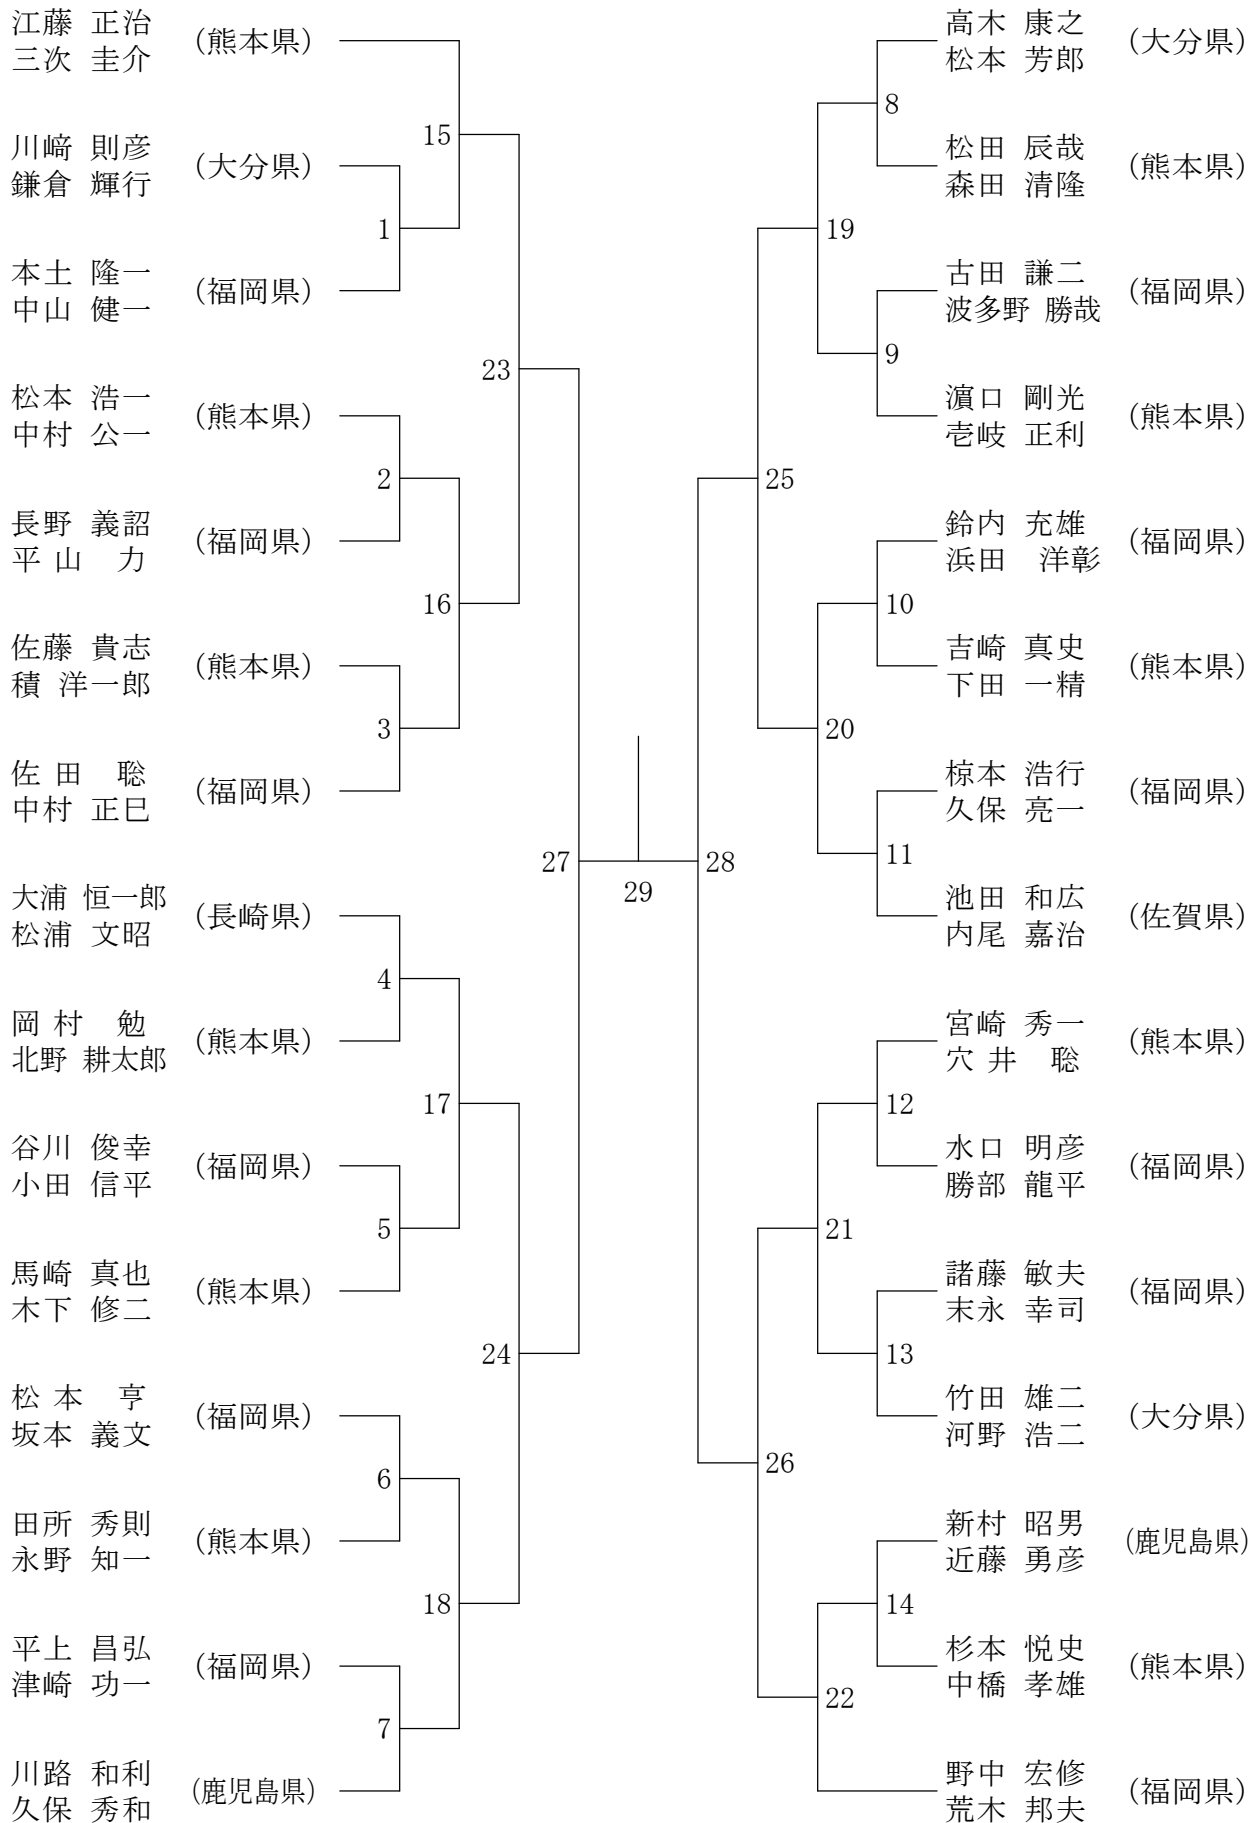 江藤 正治
三次 圭介
(熊本県)
15
川﨑 則彦
鎌倉 輝行
(大分県)
1
本土 隆一
中山 健一
(福岡県)
23
松本 浩一
中村 公一
(熊本県)
2
長野 義詔
平山 力
(福岡県)
16
佐藤 貴志
積 洋一郎
(熊本県)
3
佐田 聡
中村 正巳
(福岡県)
27
大浦 恒一郎
松浦 文昭
(長崎県)
4
岡村 勉
北野 耕太郎
(熊本県)
17
谷川 俊幸
小田 信平
(福岡県)
5
馬崎 真也
木下 修二
(熊本県)
24
松本 亨
坂本 義文
(福岡県)
6
田所 秀則
永野 知一
(熊本県)
18
平上 昌弘
津崎 功一
(福岡県)
7
川路 和利
久保 秀和
(鹿児島県)
29
高木 康之
松本 芳郎
(大分県)
8
松田 辰哉
森田 清隆
(熊本県)
19
古田 謙二
波多野 勝哉
(福岡県)
9
濵口 剛光
壱岐 正利
(熊本県)
25
鈴内 充雄
浜田 洋彰
(福岡県)
10
吉崎 真史
下田 一精
(熊本県)
20
椋本 浩行
久保 亮一
(福岡県)
11
28
池田 和広
内尾 嘉治
(佐賀県)
宮崎 秀一
穴井 聡
(熊本県)
12
水口 明彦
勝部 龍平
(福岡県)
21
諸藤 敏夫
末永 幸司
(福岡県)
13
竹田 雄二
河野 浩二
(大分県)
26
新村 昭男
近藤 勇彦
(鹿児島県)
14
杉本 悦史
中橋 孝雄
(熊本県)
22
野中 宏修
荒木 邦夫
(福岡県)